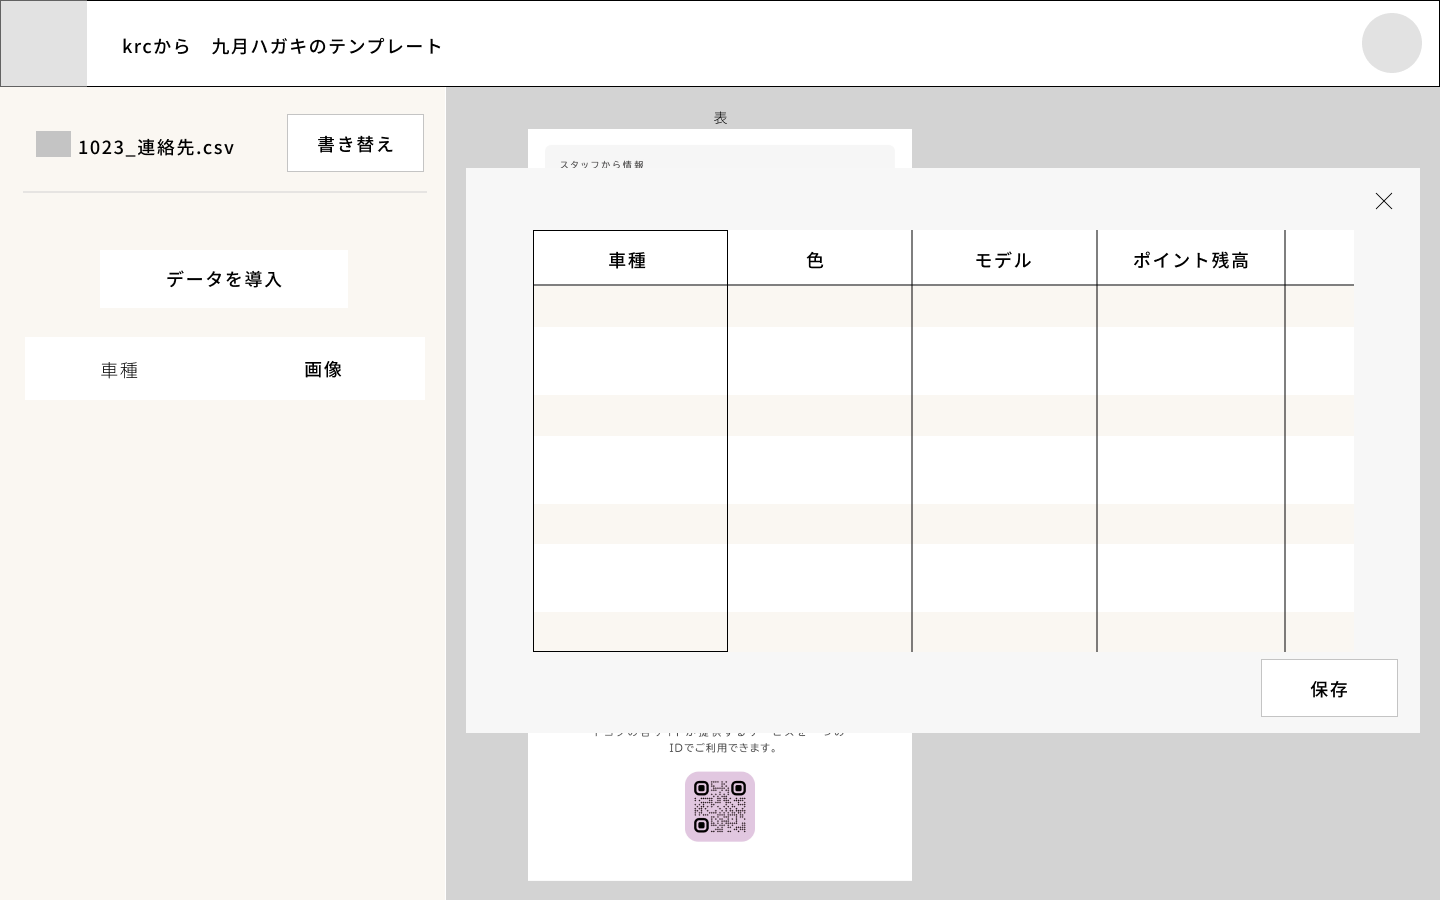 krcから　九月ハガキのテンプレート
1023_連絡先.csv
書き替え
データを導入
車種
画像
表
スタッフから情報
車種
色
モデル
ポイント残高
保存
IDでご利用できます。